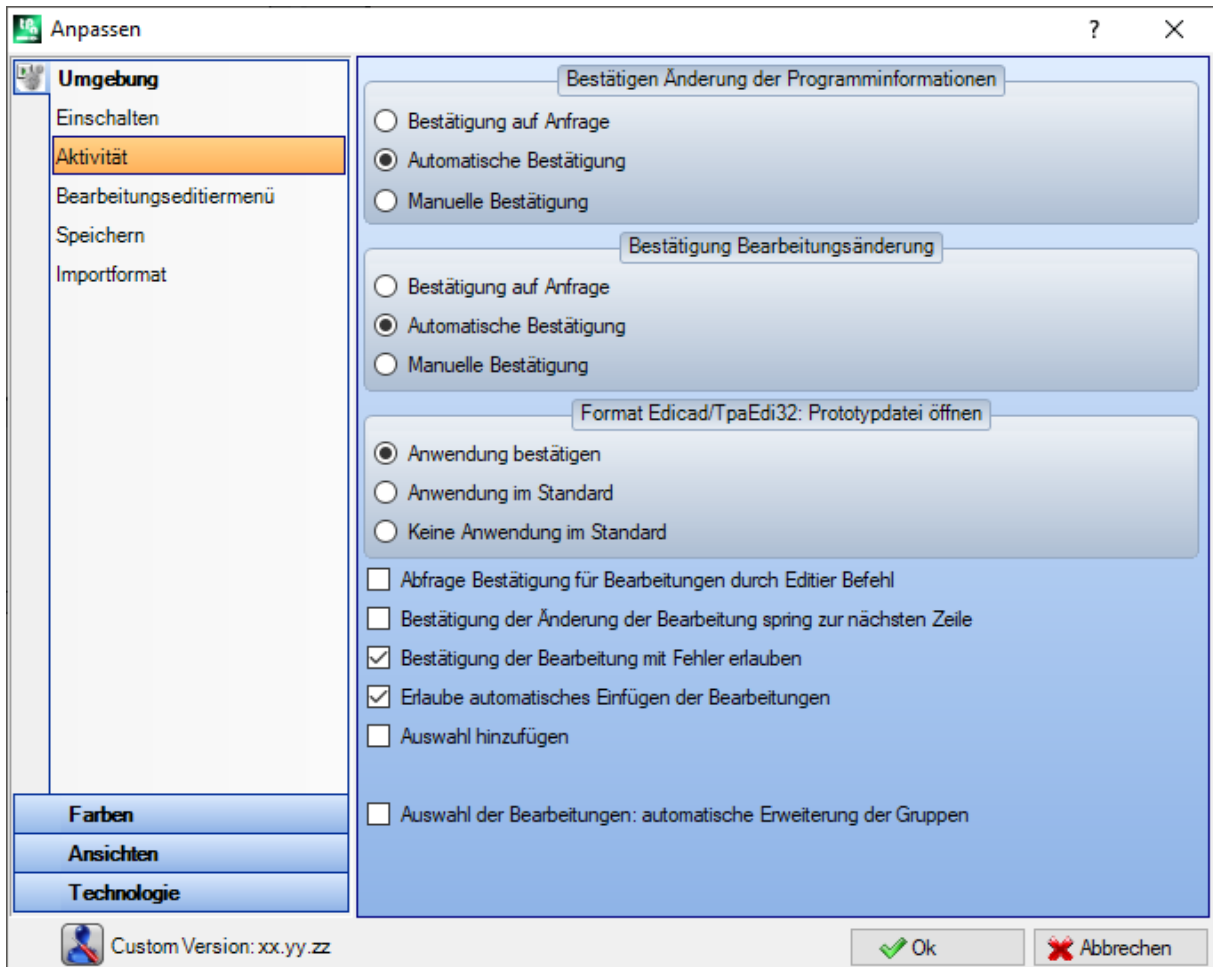 Anpassen
?
Umgebung
Einschalten
Aktivität
Bearbeitungseditiermenü
Speichern
Importformat
Farben
Ansichten
Technologie
Bestätigen Änderung der Programminformationen
Bestätigung auf Anfrage
Automatische Bestätigung
Manuelle Bestätigung
Bestätigung Bearbeitungsänderung
Bestätigung auf Anfrage
Automatische Bestätigung
Manuelle Bestätigung
Format Edicad/TpaEdi32: Prototypdatei öffnen
Anwendung bestätigen
Anwendung im Standard
Keine Anwendung im Standard
Abfrage Bestätigung für Bearbeitungen durch Editier Befehl
Bestätigung der Änderung der Bearbeitung spring zur nächsten Zeile
Bestätigung der Bearbeitung mit Fehler erlauben
Erlaube automatisches Einfügen der Bearbeitungen
Auswahl hinzufügen
Auswahl der Bearbeitungen: automatische Erweiterung der Gruppen
Custom Version: xx.yy.zz
Ok
Abbrechen